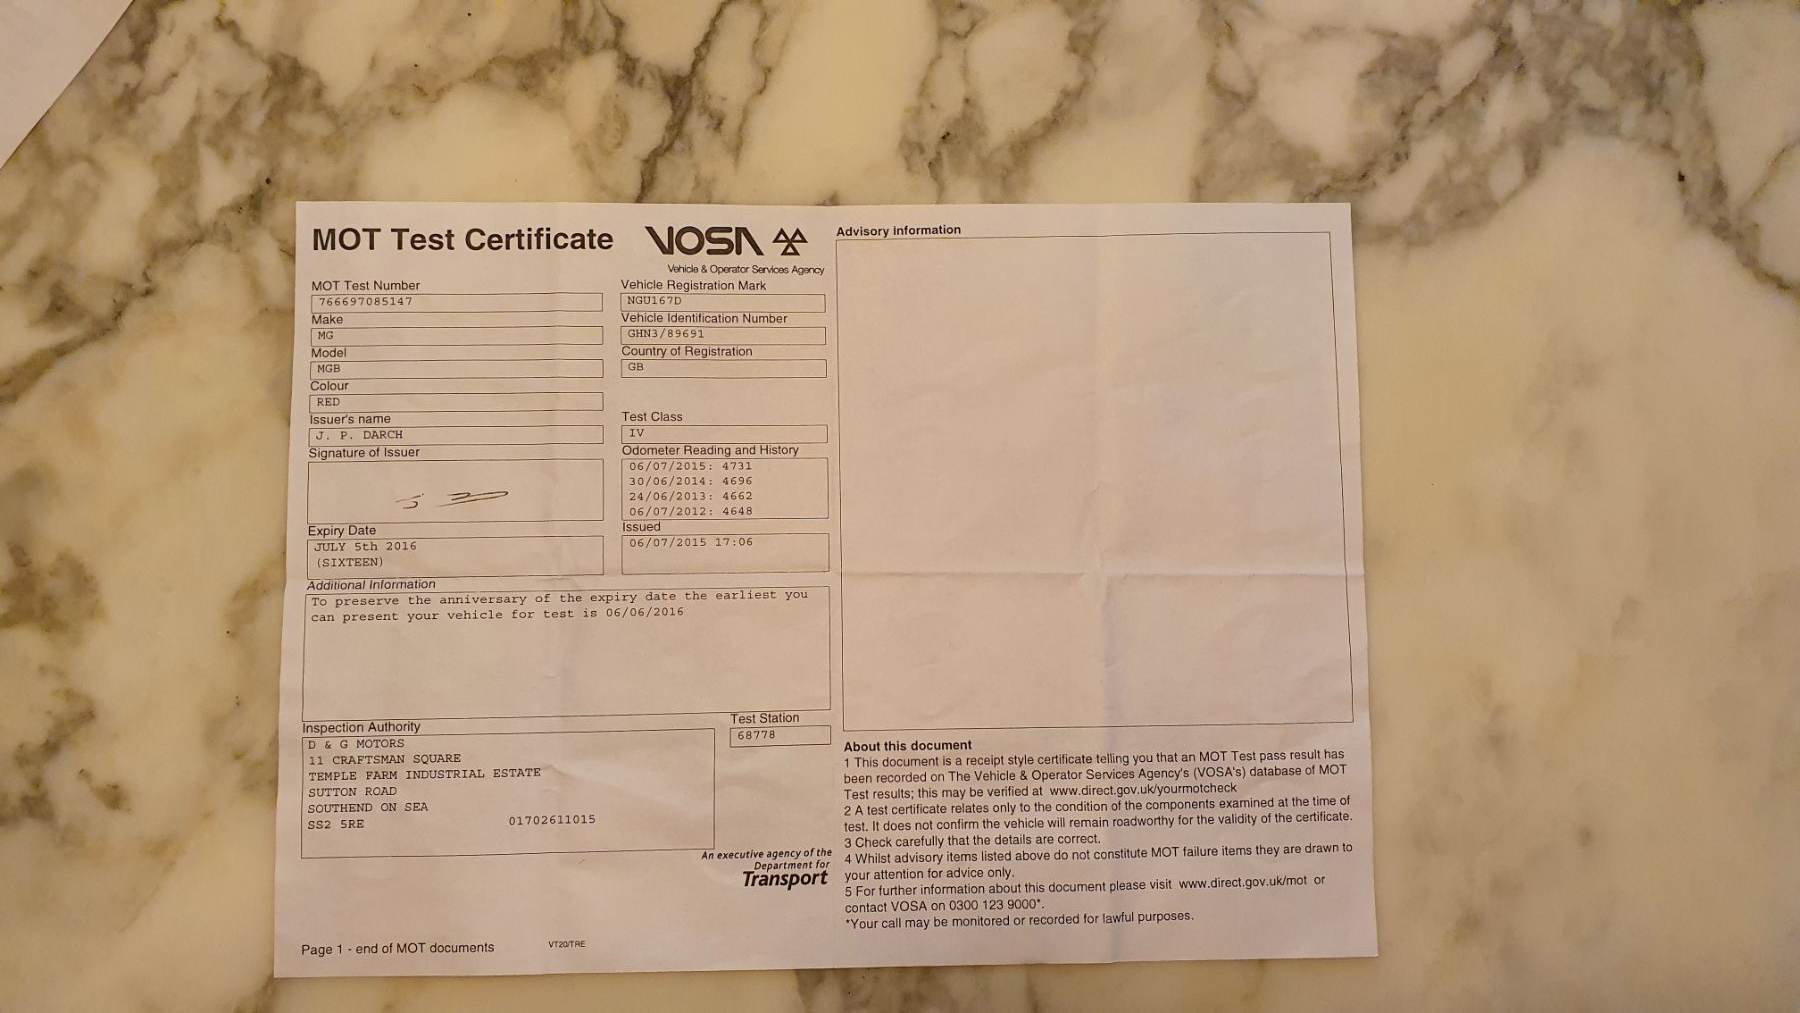 MOT Test Certificate
VOSA
Vehicle & Operator Services Agency
MOT Test Number
766697085147
Make
MG
Model
MGB
Colour
RED
Issuer's name
J. P. DARCH
Signature of Issuer
Expiry Date
JULY 5th 2016
(SIXTEEN)
Vehicle Registration Mark
NGU167D
Vehicle Identification Number
GHN3/89691
Country of Registration
GB
Test Class
IV
Odometer Reading and History
06/07/2015: 4731
30/06/2014: 4696
24/06/2013: 4662
06/07/2012: 4648
Issued
06/07/2015 17:06
Additional Information
To preserve the anniversary of the expiry date the earliest you
can present your vehicle for test is 06/06/2016
Inspection Authority
D & G MOTORS
11 CRAFTSMAN SQUARE
TEMPLE FARM INDUSTRIAL ESTATE
SUTTON ROAD
SOUTHEND ON SEA
SS2 5RE 01702611015
Test Station
68778
An executive agency of the
Department for
Transport
Page 1 - end of MOT documents VT20/TRE
Advisory information
About this document
1 This document is a receipt style certificate telling you that an MOT Test pass result has
been recorded on The Vehicle & Operator Services Agency's (VOSA's) database of MOT
Test results; this may be verified at www.direct.gov.uk/yourmotcheck
2 A test certificate relates only to the condition of the components examined at the time of
test. It does not confirm the vehicle will remain roadworthy for the validity of the certificate.
3 Check carefully that the details are correct.
4 Whilst advisory items listed above do not constitute MOT failure items they are drawn to
your attention for advice only.
5 For further information about this document please visit www.direct.gov.uk/mot or
contact VOSA on 0300 123 9000*.
*Your call may be monitored or recorded for lawful purposes.